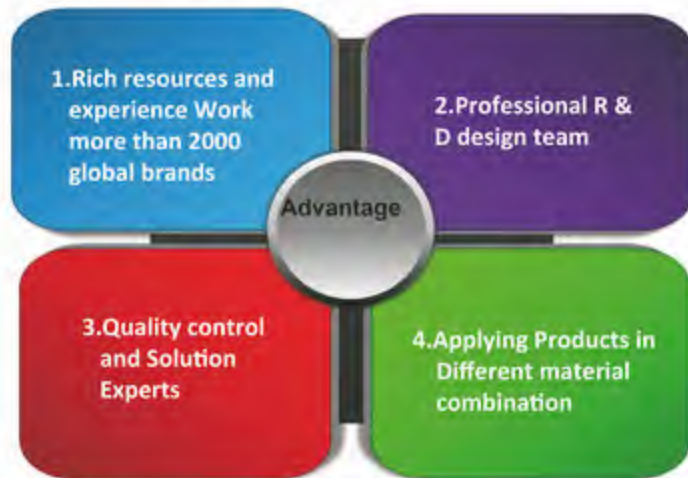 1.Rich resources and
experience Work
more than 2000
global brands
2.Professional R &
D design team
Advantage
3.Quality control
and Solution
Experts
4.Applying Products in
Different material
combination